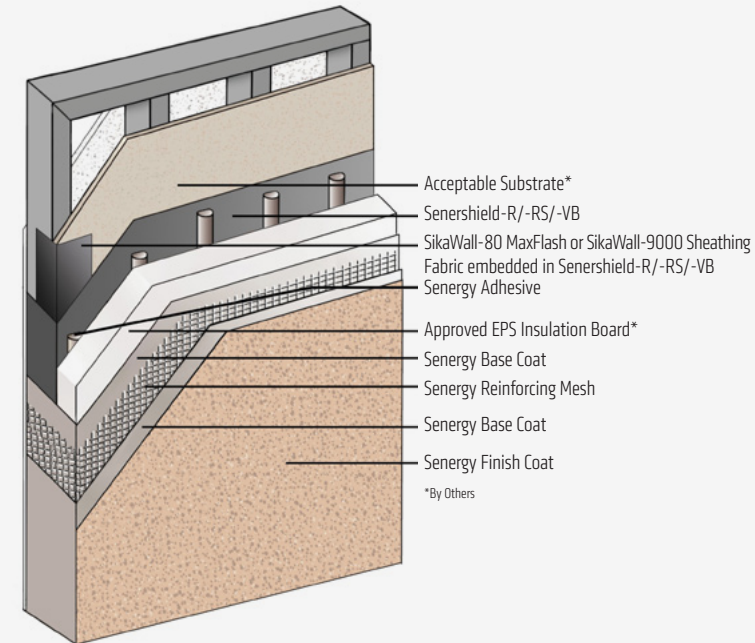 Acceptable Substrate*
Senershield-R/-RS/-VB
SikaWall-80 MaxFlash or SikaWall-9000 Sheathing
Fabric embedded in Senershield-R/-RS/-VB
Senergy Adhesive
Approved EPS Insulation Board*
Senergy Base Coat
Senergy Reinforcing Mesh
Senergy Base Coat
Senergy Finish Coat
*By Others